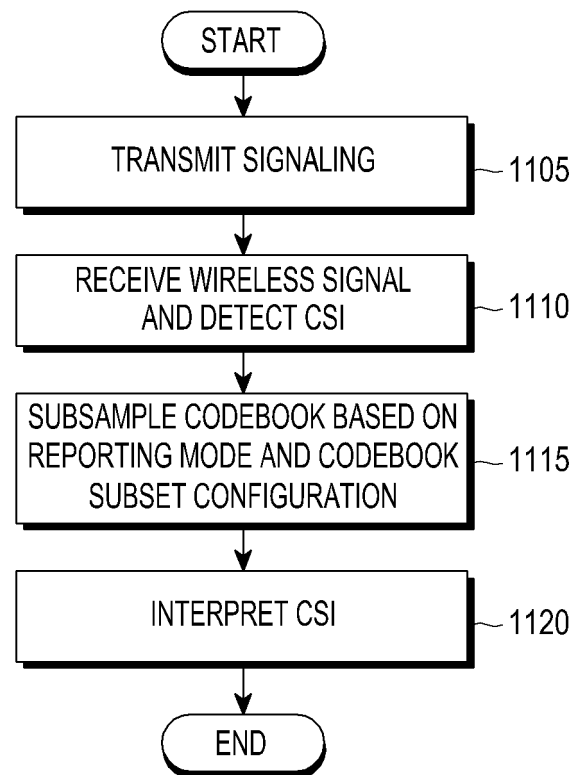 START
TRANSMIT SIGNALING
1105
RECEIVE WIRELESS SIGNAL
AND DETECT CSI
1110
SUBSAMPLE CODEBOOK BASED ON
REPORTING MODE AND CODEBOOK
SUBSET CONFIGURATION
1115
INTERPRET CSI
1120
END